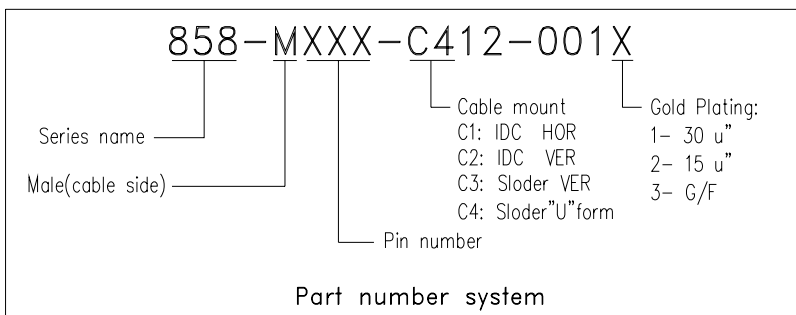 858-MXXX-C412-001X
Series name
Male(cable side)
Pin number
Cable mount
C1: IDC HOR
C2: IDC VER
C3: Sloder VER
C4: Sloder"U"form
Gold Plating:
1- 30 u"
2- 15 u"
3- G/F
Part number system